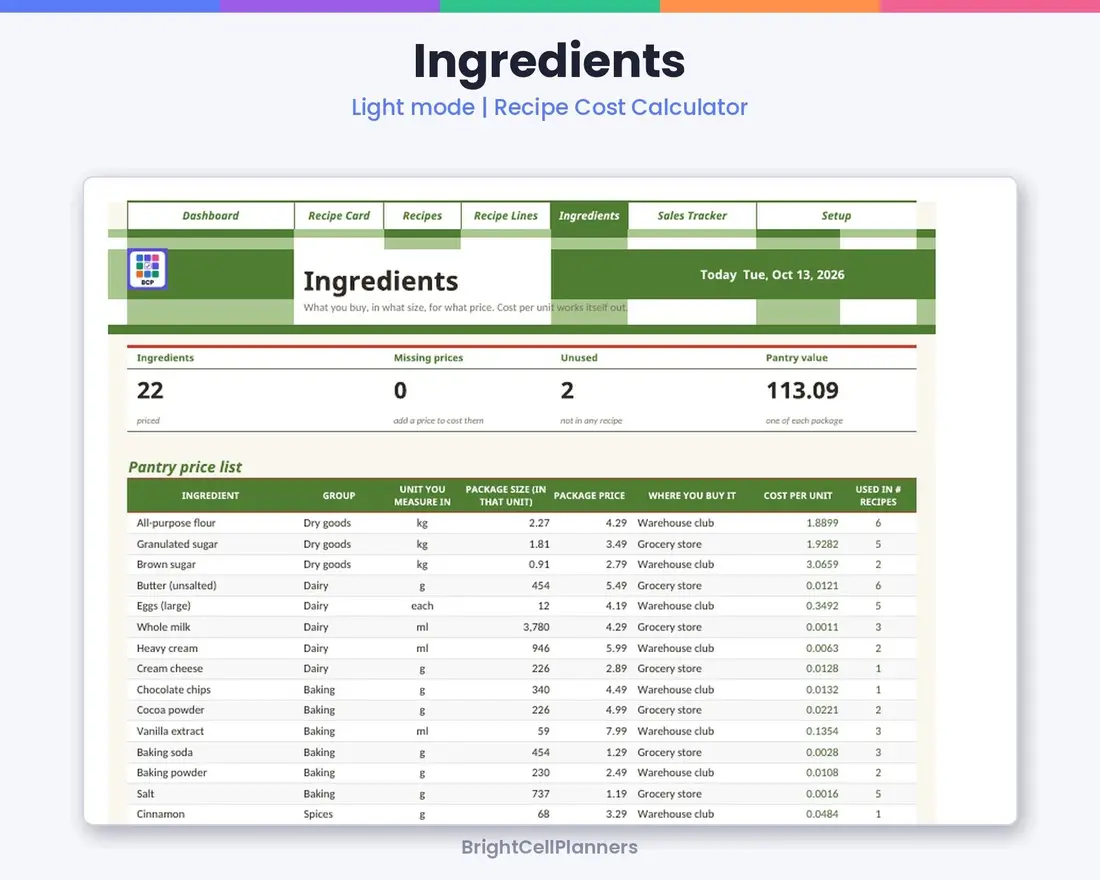 Ingredients
Light mode | Recipe Cost Calculator
Dashboard Recipe Card Recipes Recipe Lines Ingredients Sales Tracker Setup
BCP
Ingredients
Today Tue, Oct 13, 2026
What you buy, in what size, for what price. Cost per unit works itself out.
Ingredients Missing prices Unused Pantry value
22 0 2 113.09
priced add a price to cost them not in any recipe one of each package
Pantry price list
INGREDIENT GROUP UNIT YOU MEASURE IN PACKAGE SIZE (IN THAT UNIT) PACKAGE PRICE WHERE YOU BUY IT COST PER UNIT USED IN # RECIPES
All-purpose flour Dry goods kg 2.27 4.29 Warehouse club 1.8899 6
Granulated sugar Dry goods kg 1.81 3.49 Grocery store 1.9282 5
Brown sugar Dry goods kg 0.91 2.79 Warehouse club 3.0659 2
Butter (unsalted) Dairy g 454 5.49 Grocery store 0.0121 6
Eggs (large) Dairy each 12 4.19 Warehouse club 0.3492 5
Whole milk Dairy ml 3,780 4.29 Grocery store 0.0011 3
Heavy cream Dairy ml 946 5.99 Warehouse club 0.0063 2
Cream cheese Dairy g 226 2.89 Grocery store 0.0128 1
Chocolate chips Baking g 340 4.49 Warehouse club 0.0132 1
Cocoa powder Baking g 226 4.99 Grocery store 0.0221 2
Vanilla extract Baking ml 59 7.99 Warehouse club 0.1354 3
Baking soda Baking g 454 1.29 Grocery store 0.0028 3
Baking powder Baking g 230 2.49 Warehouse club 0.0108 2
Salt Baking g 737 1.19 Grocery store 0.0016 5
Cinnamon Spices g 68 3.29 Warehouse club 0.0484 1
BrightCellPlanners